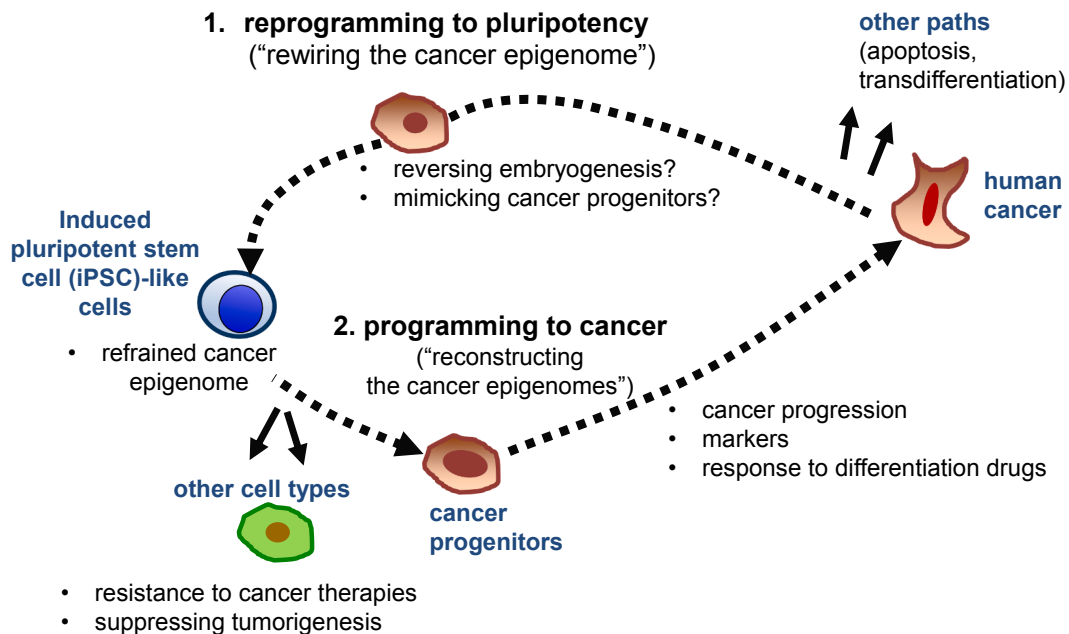 1. reprogramming to pluripotency
(“rewiring the cancer epigenome”)
other paths
(apoptosis,
transdifferentiation)
• reversing embryogenesis?
• mimicking cancer progenitors?
human
cancer
Induced
pluripotent stem
cell (iPSC)-like
cells
• refrained cancer
epigenome
2. programming to cancer
(“reconstructing
the cancer epigenomes”)
• cancer progression
• markers
• response to differentiation drugs
other cell types
cancer
progenitors
• resistance to cancer therapies
• suppressing tumorigenesis